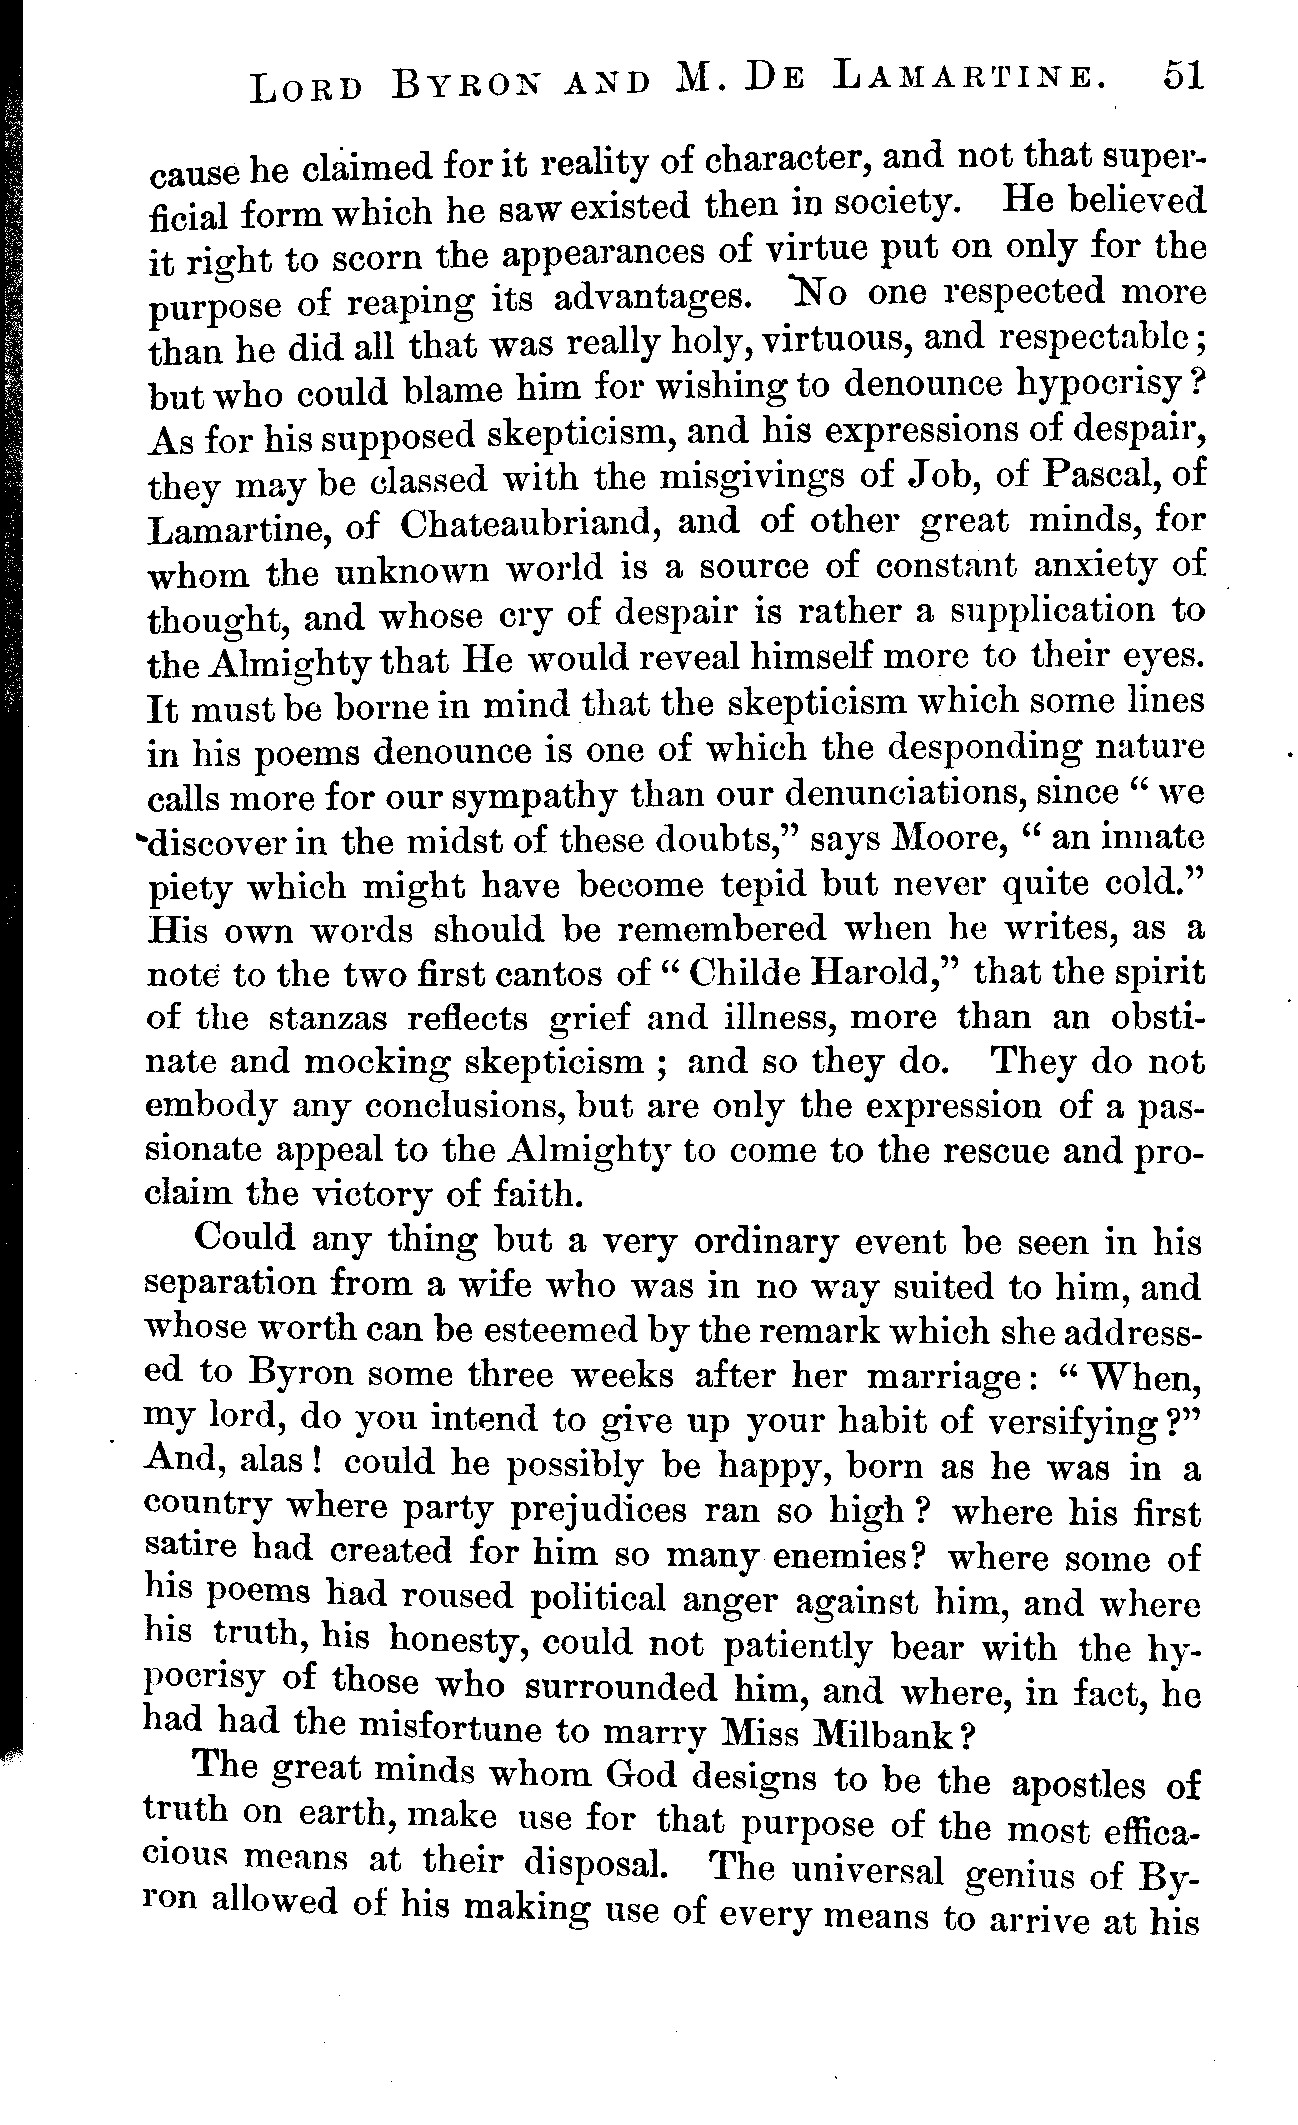 LORD BYRON AND M. DE LAMARTINE. 51
cause he claimed for it reality of character, and not that super-
ficial form which he saw existed then in society. He believed
it right to scorn the appearances of virtue put on only for the
purpose of reaping its advantages. No one respected more
than he did all that was really holy, virtuous, and respectable;
but who could blame him for wishing to denounce hypocrisy?
As for his supposed skepticism, and his expressions of despair,
they may be classed with the misgivings of Job, of Pascal, of
Lamartine, of Chateaubriand, and of other great minds, for
whom the unknown world is a source of constant anxiety of
thought, and whose cry of despair is rather a supplication to
the Almighty that He would reveal himself more to their eyes.
It must be borne in mind that the skepticism which some lines
in his poems denounce is one of which the desponding nature
calls more for our sympathy than our denunciations, since "we
discover in the midst of these doubts," says Moore, "an innate
piety which might have become tepid but never quite cold."
His own words should be remembered when he writes, as a
note to the two first cantos of "Childe Harold," that the spirit
of the stanzas reflects grief and illness, more than an obsti-
nate and mocking skepticism; and so they do. They do not
embody any conclusions, but are only the expression of a pas-
sionate appeal to the Almighty to come to the rescue and pro-
claim the victory of faith.
Could any thing but a very ordinary event be seen in his
separation from a wife who was in no way suited to him, and
whose worth can be esteemed by the remark which she address-
ed to Byron some three weeks after her marriage: "When,
my lord, do you intend to give up your habit of versifying?"
And, alas! could he possibly be happy, born as he was in a
country where party prejudices ran so high? where his first
satire had created for him so many enemies? where some of
his poems had roused political anger against him, and where
his truth, his honesty, could not patiently bear with the hy-
pocrisy of those who surrounded him, and where, in fact, he
had had the misfortune to marry Miss Milbank?
The great minds whom God designs to be the apostles of
truth on earth, make use for that purpose of the most effica-
cious means at their disposal. The universal genius of By-
ron allowed of his making use of every means to arrive at his